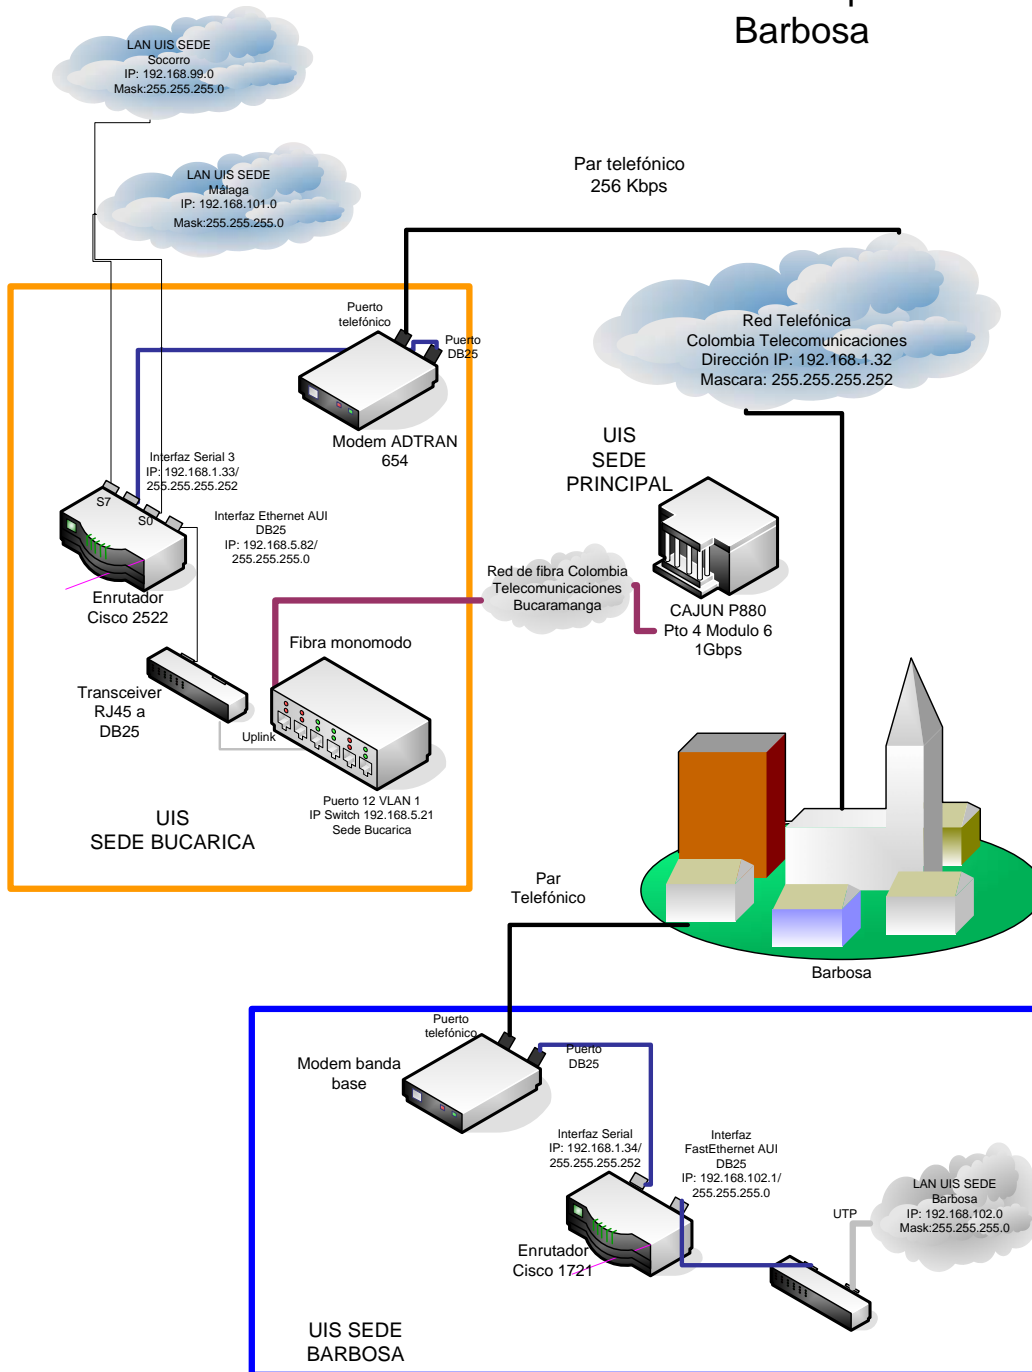 Barbosa
LAN UIS SEDE
Socorro
IP: 192.168.99.0
Mask:255.255.255.0
LAN UIS SEDE
Málaga
IP: 192.168.101.0
Mask:255.255.255.0
Par telefónico
256 Kbps
Red Telefónica
Colombia Telecomunicaciones
Dirección IP: 192.168.1.32
Mascara: 255.255.255.252
Puerto
telefónico
Puerto
DB25
Modem ADTRAN
654
UIS
SEDE
PRINCIPAL
Interfaz Serial 3
IP: 192.168.1.33/
255.255.255.252
S7
S0
Interfaz Ethernet AUI
DB25
IP: 192.168.5.82/
255.255.255.0
Enrutador
Cisco 2522
Red de fibra Colombia
Telecomunicaciones
Bucaramanga
CAJUN P880
Pto 4 Modulo 6
1Gbps
Fibra monomodo
Transceiver
RJ45 a
DB25
Uplink
Puerto 12 VLAN 1
IP Switch 192.168.5.21
Sede Bucarica
UIS
SEDE BUCARICA
Par
Telefónico
Barbosa
Puerto
telefónico
Puerto
DB25
Modem banda
base
Interfaz Serial
IP: 192.168.1.34/
255.255.255.252
Interfaz
FastEthernet AUI
DB25
IP: 192.168.102.1/
255.255.255.0
LAN UIS SEDE
Barbosa
IP: 192.168.102.0
Mask:255.255.255.0
UTP
Enrutador
Cisco 1721
UIS SEDE
BARBOSA